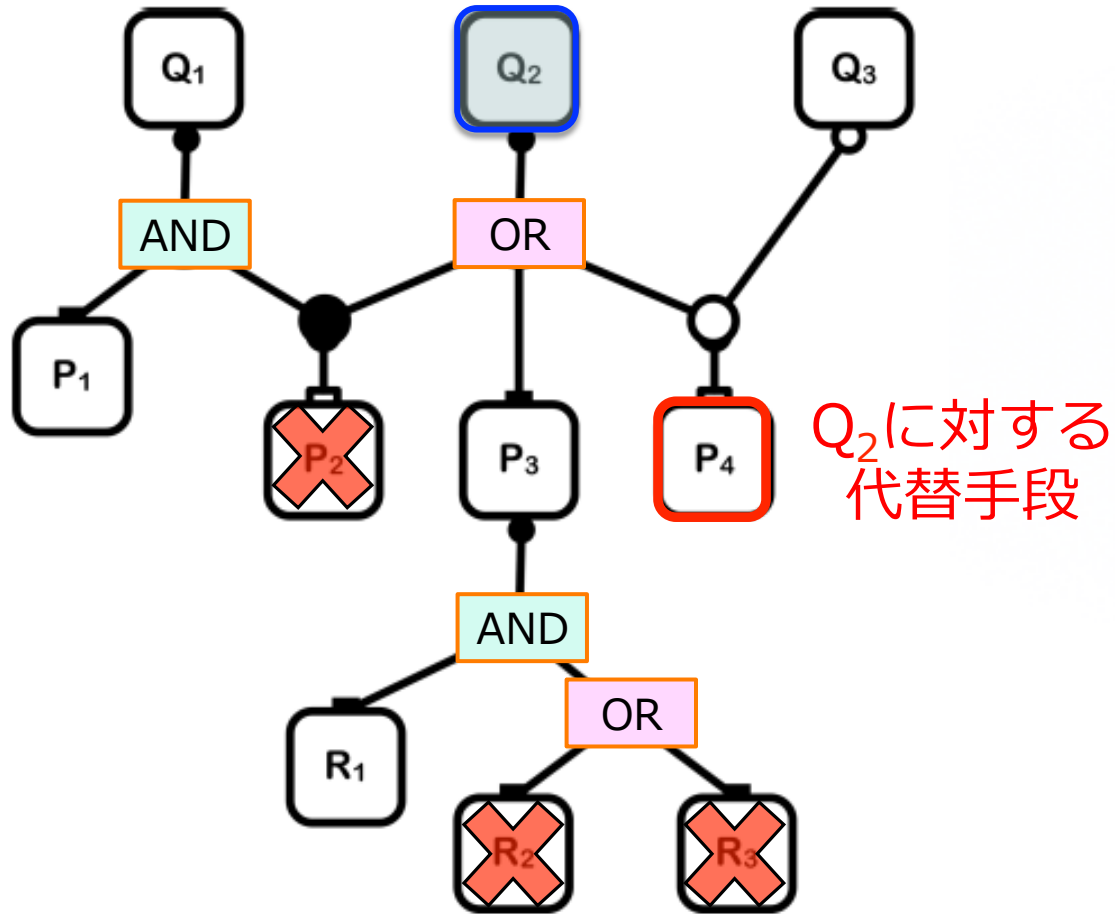 Q₁
Q₂
Q₃
AND
OR
P₁
P₂
P₃
P₄
Q₂に対する
代替手段
AND
OR
R₁
R₂
R₃